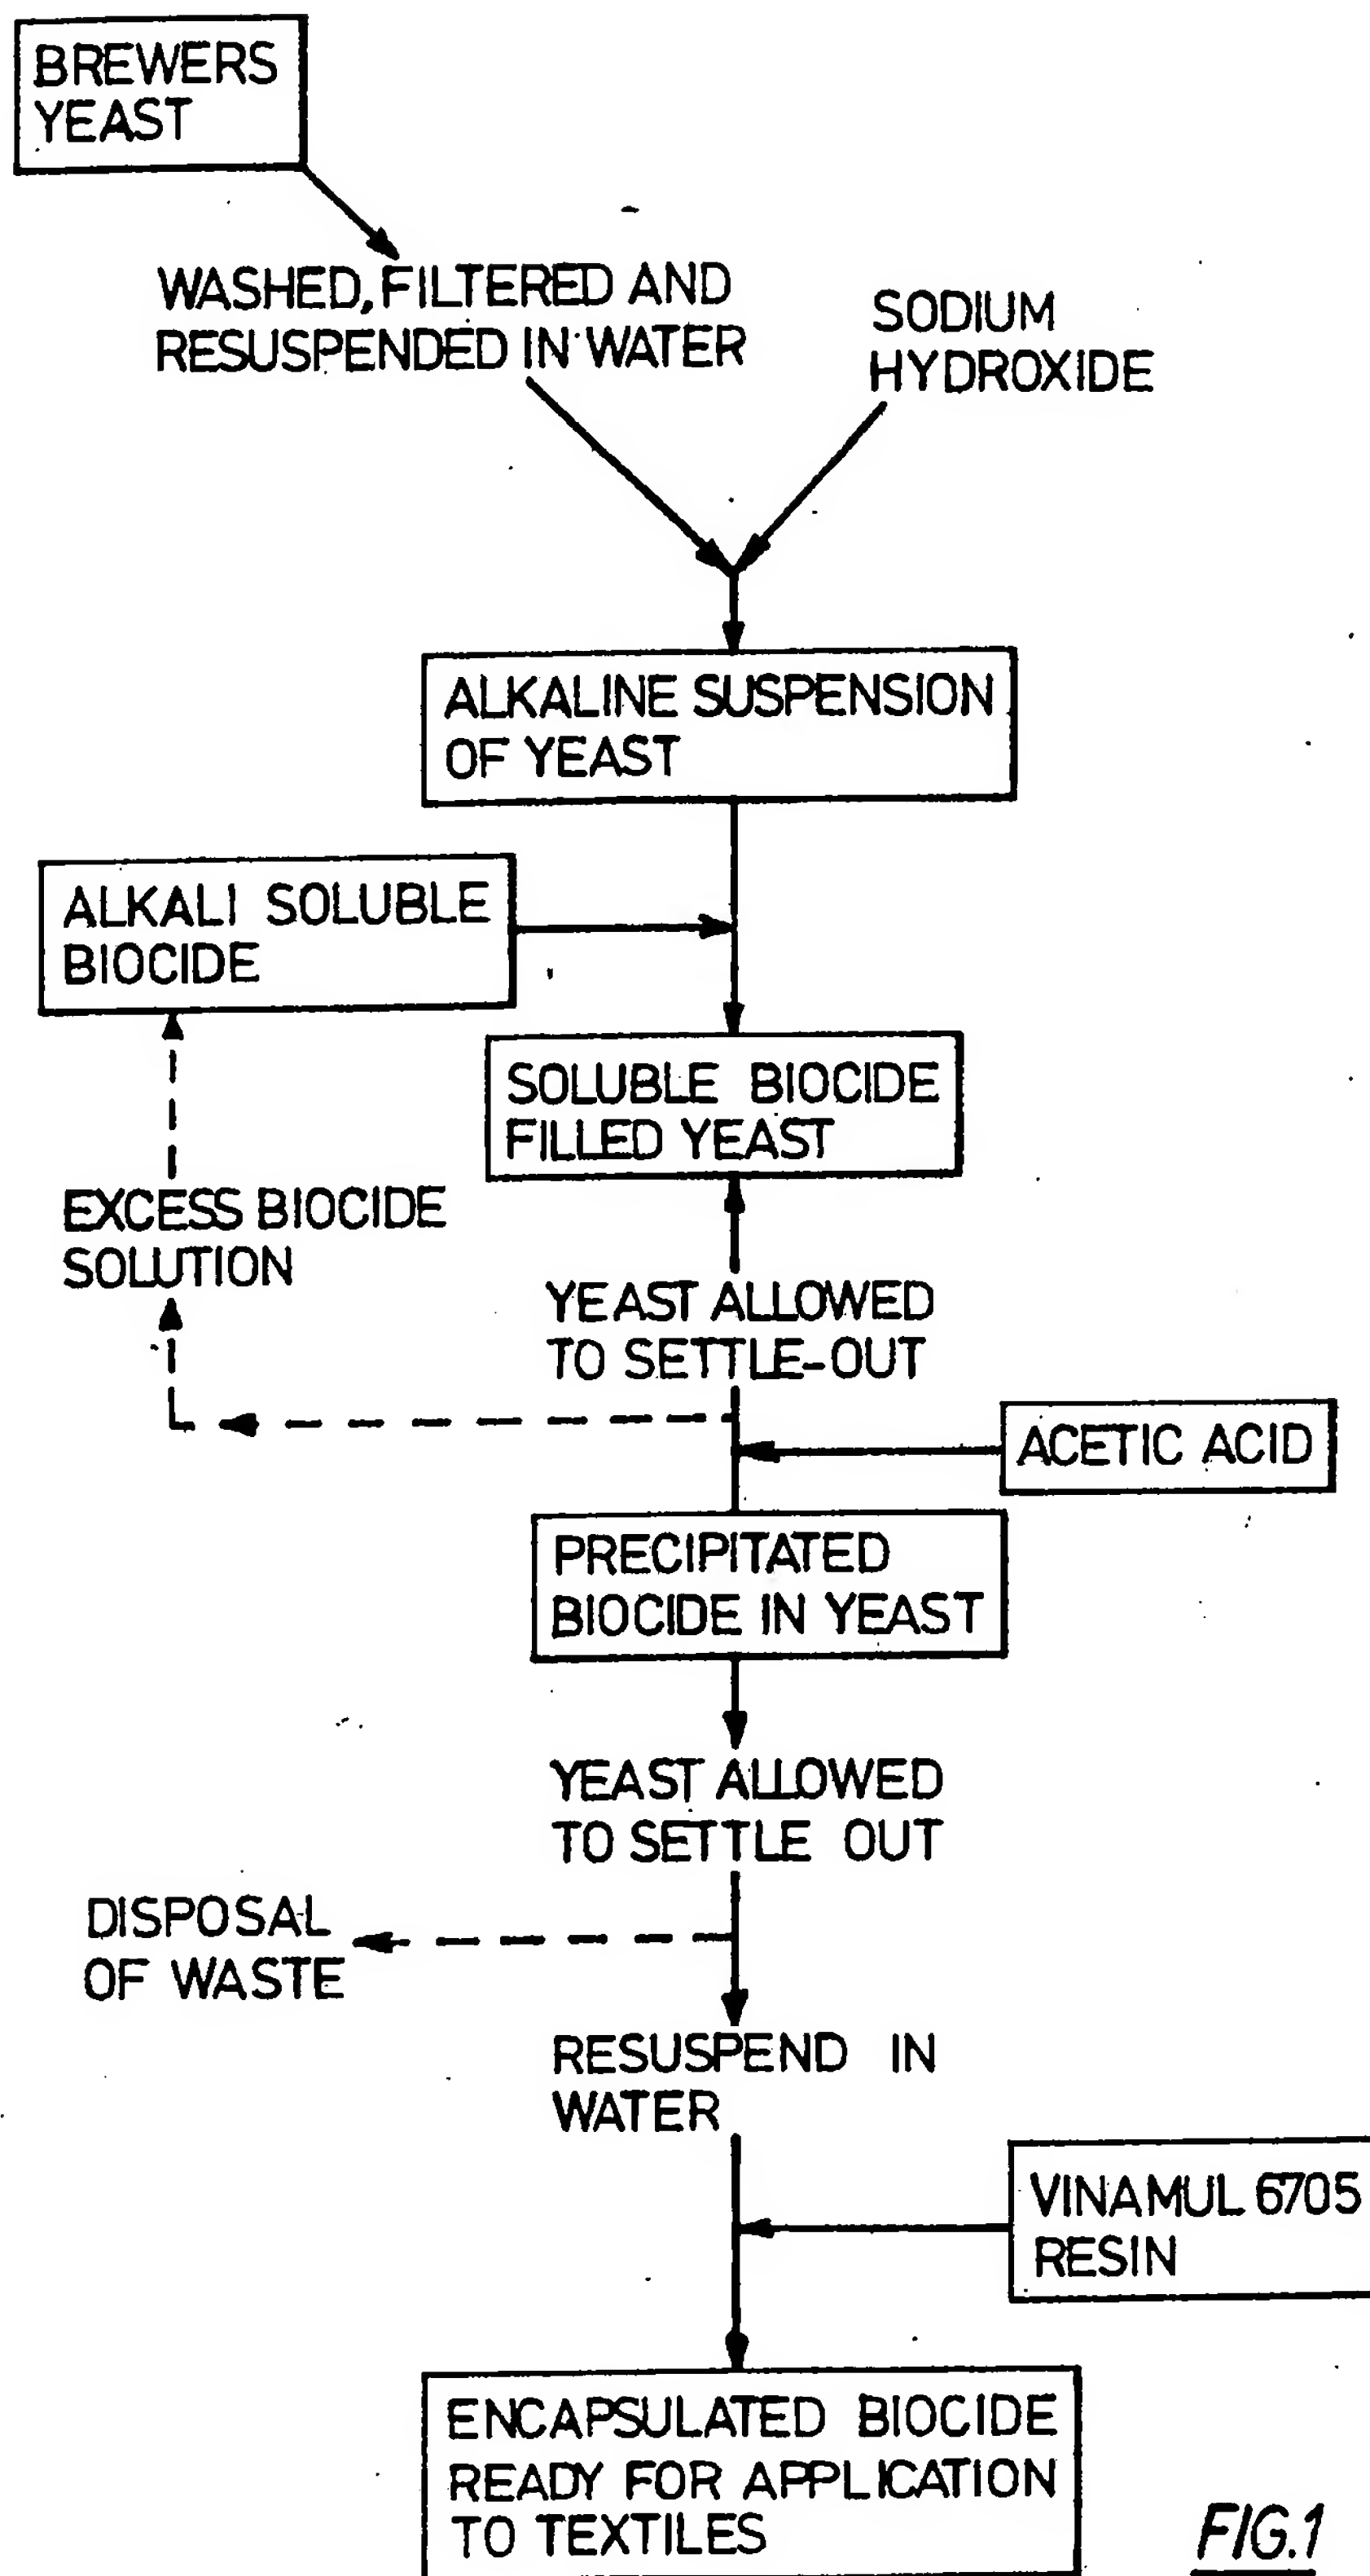 BREWERS
YEAST
WASHED, FILTERED AND
RESUSPENDED IN WATER
SODIUM
HYDROXIDE
ALKALINE SUSPENSION
OF YEAST
ALKALI SOLUBLE
BIOCIDE
SOLUBLE BIOCIDE
FILLED YEAST
EXCESS BIOCIDE
SOLUTION
YEAST ALLOWED
TO SETTLE-OUT
ACETIC ACID
PRECIPITATED
BIOCIDE IN YEAST
YEAST ALLOWED
TO SETTLE OUT
DISPOSAL
OF WASTE
RESUSPEND IN
WATER
VINAMUL 6705
RESIN
ENCAPSULATED BIOCIDE
READY FOR APPLICATION
TO TEXTILES
FIG.1